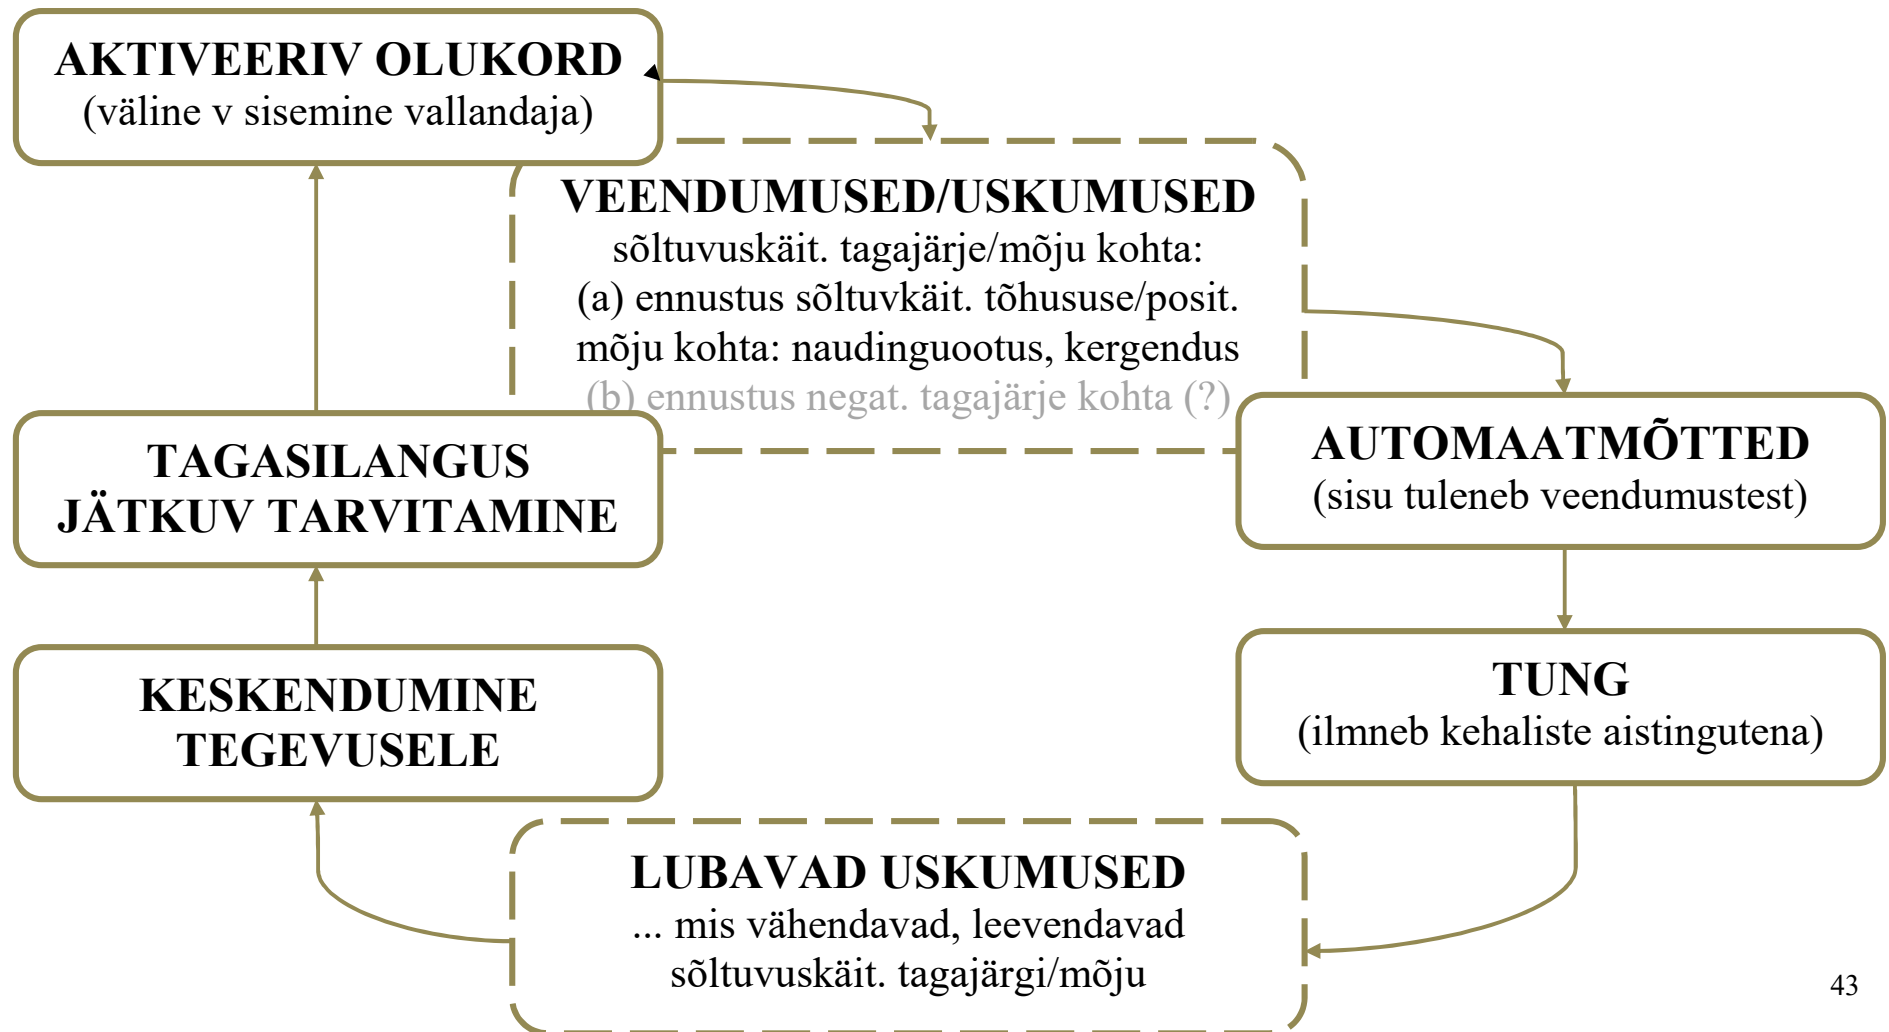 AKTIVEERIV OLUKORD
(väline v sisemine vallandaja)
VEENDUMUSED/USKUMUSED
sõltuvuskäit. tagajärje/mõju kohta:
(a) ennustus sõltuvkäit. tõhususe/posit.
mõju kohta: naudinguootus, kergendus
(b) ennustus negat. tagajärje kohta (?)
AUTOMAATMÕTTED
(sisu tuleneb veendumustest)
TUNG
(ilmneb kehaliste aistingutena)
LUBAVAD USKUMUSED
... mis vähendavad, leevendavad
sõltuvuskäit. tagajärgi/mõju
KESKENDUMINE
TEGEVUSELE
TAGASILANGUS
JÄTKUV TARVITAMINE
43